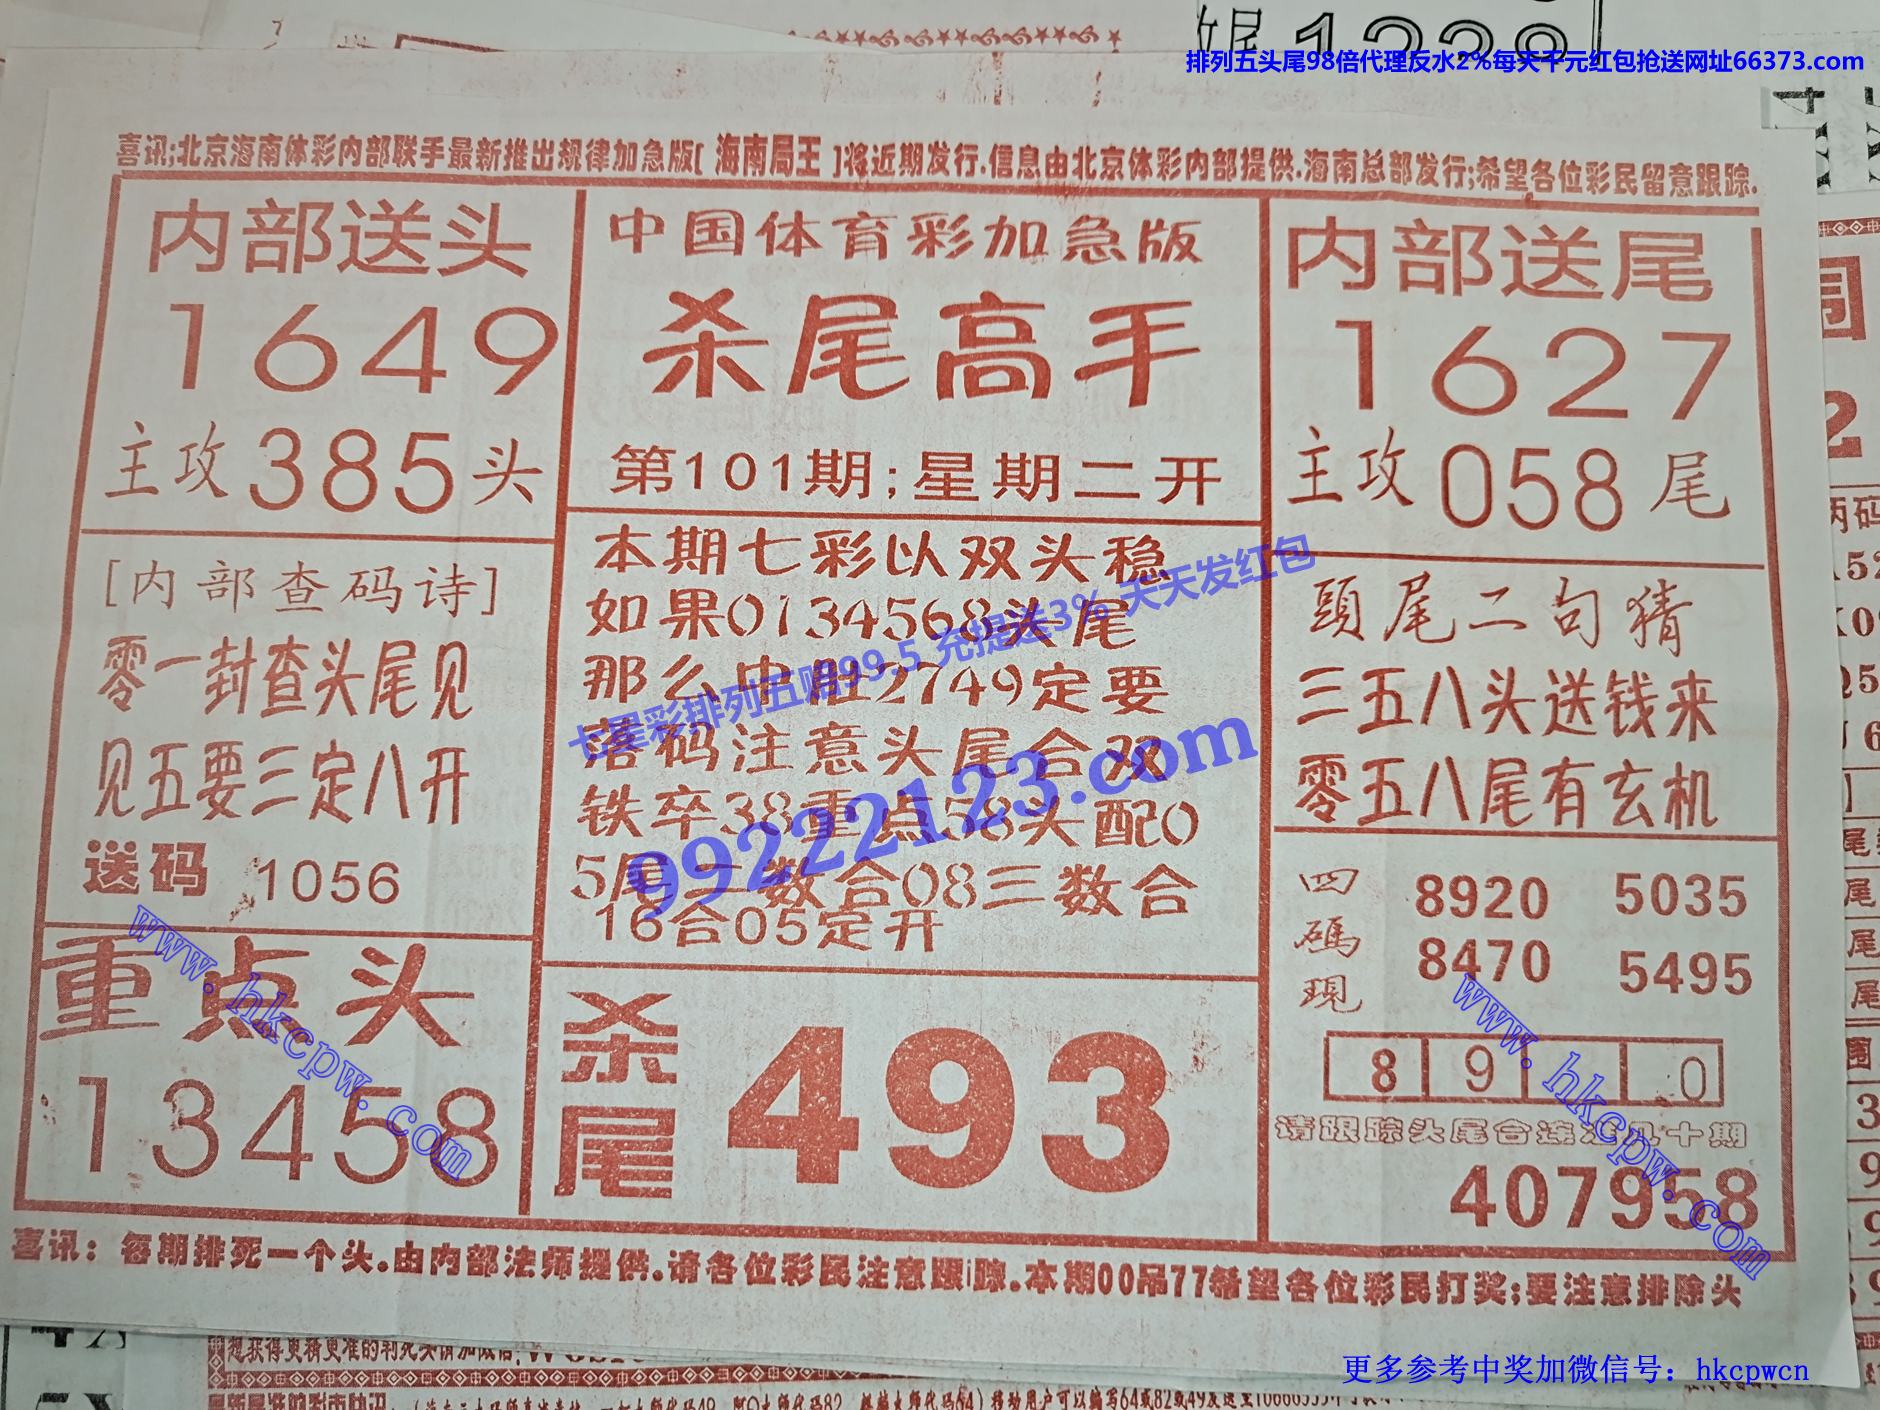 排列五头尾98倍代理反水2%每天千元红包抢送网址66373.com
喜讯;北京海南体彩内部联手最新推出规律加急版[ 海南局王 ]将近期发行.信息由北京体彩内部提供.海南总部发行;希望各位彩民留意跟踪.
内部送头
1649
主攻385头
[内部查码诗]
零一封查头尾见
见五要三定八开
送码 1056
重点头
13458
中国体育彩加急版
杀尾高手
第101期;星期二开
本期七彩以双头稳
如果0134568头尾
那么串胆2749定要
落码注意头尾合双
铁卒38重点58头配0
5尾二数合08三数合
16合05定开
杀尾 493
内部送尾
1627
主攻058尾
頭尾二句猜
三五八头送钱来
零五八尾有玄机
四碼現
8920 5035
8470 5495
8 9 0
请跟踪头尾合连准九十期
407958
喜讯：每期排死一个头.由内部法师提供.请各位彩民注意跟踪.本期00吊77希望各位彩民打奖;要注意排除头
七星彩排列五赔99.5 充提送3% 天天发红包
99222123.com
www.hkcpw.com
www.hkcpw.com
更多参考中奖加微信号：hkcpwcn